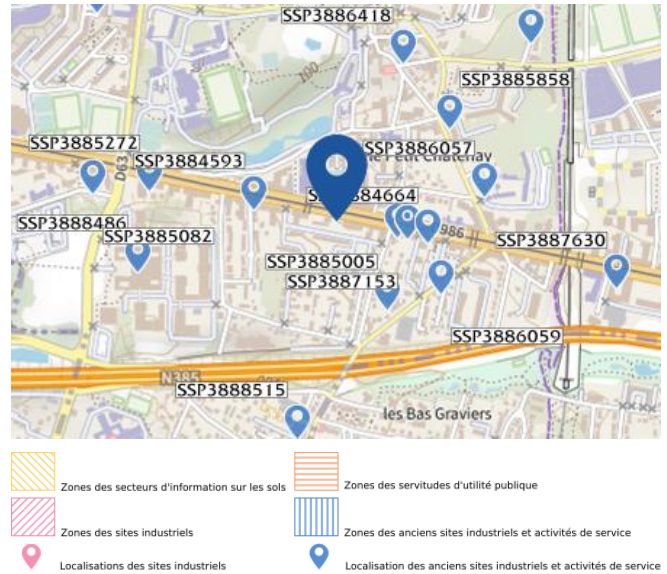 SSP3886418
100
SSP3885858
SSP3885272
D63
SSP3884593
SSP3886057
Petit Chatenay
84664
SSP3888486
SSP3885082
986
SSP3887630
SSP3885005
SSP3887153
SSP3886059
N385
SSP3888515
les Bas Graviers
Zones des secteurs d'information sur les sols
Zones des servitudes d'utilité publique
Zones des sites industriels
Zones des anciens sites industriels et activités de service
Localisations des sites industriels
Localisation des anciens sites industriels et activités de service